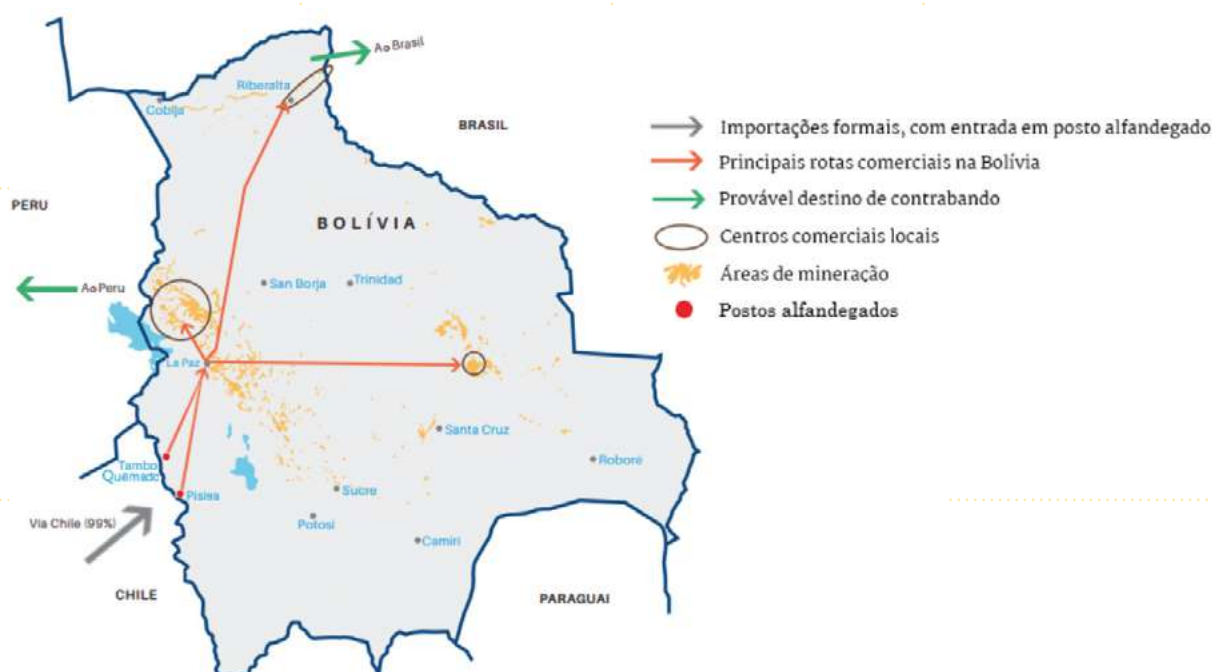 Ao Brasil
Riberalta
Cobija
BRASIL
PERU
BOLÍVIA
San Borja
Trinidad
Ao Peru
La Paz
Santa Cruz
Tambo
Quemado
Roboré
Pisiea
Sucre
Potosí
Via Chile (99%)
Camiri
CHILE
PARAGUAI
Importações formais, com entrada em posto alfandegado
Principais rotas comerciais na Bolívia
Provável destino de contrabando
Centros comerciais locais
Áreas de mineração
Postos alfandegados